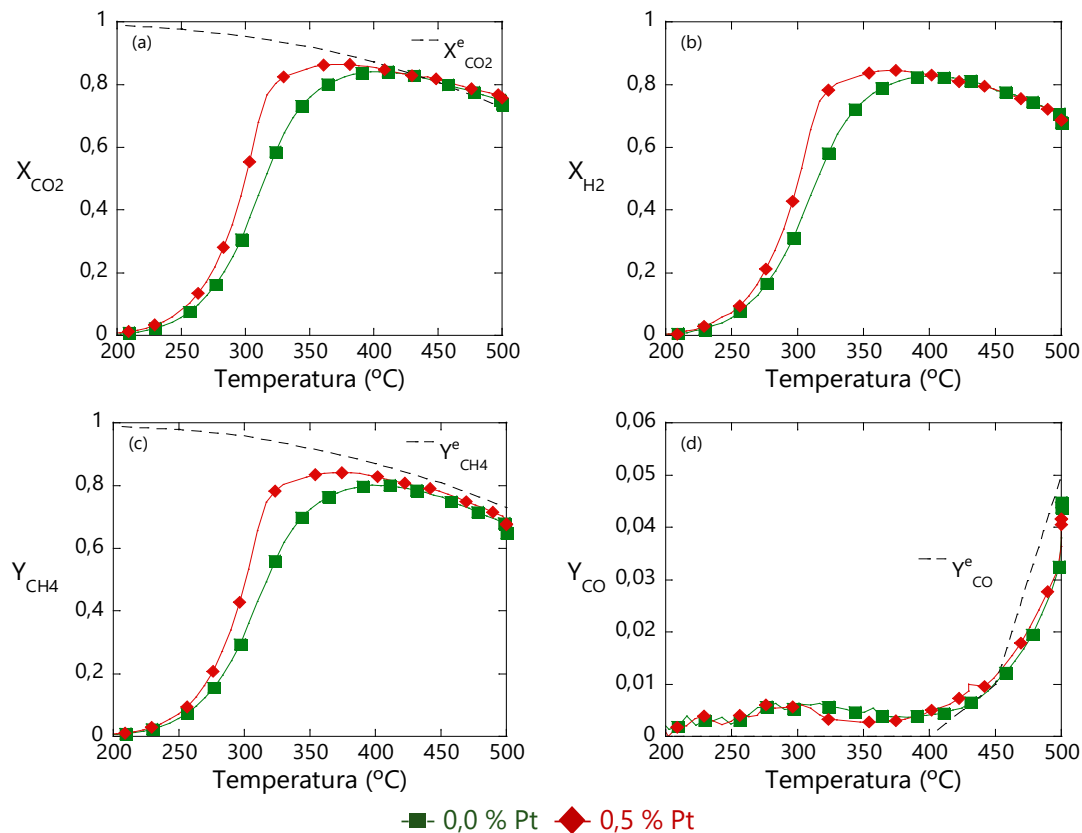 (a)
X^e_CO2
1
0,8
0,6
0,4
0,2
0
X_CO2
200 250 300 350 400 450 500
Temperatura (ºC)
(b)
1
0,8
0,6
0,4
0,2
0
X_H2
200 250 300 350 400 450 500
Temperatura (ºC)
(c)
Y^e_CH4
1
0,8
0,6
0,4
0,2
0
Y_CH4
200 250 300 350 400 450 500
Temperatura (ºC)
(d)
Y^e_CO
0,06
0,05
0,04
0,03
0,02
0,01
0
Y_CO
200 250 300 350 400 450 500
Temperatura (ºC)
0,0 % Pt 0,5 % Pt